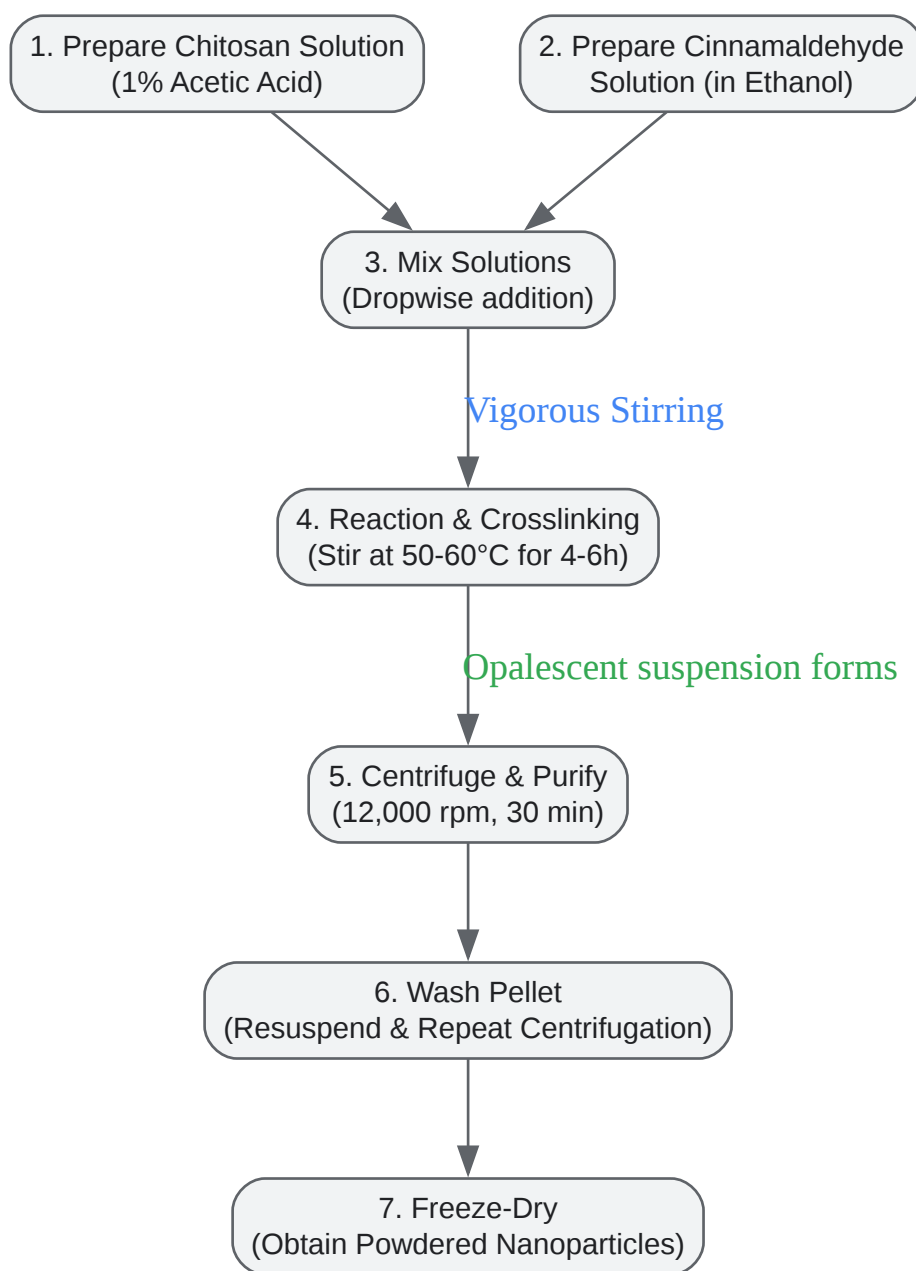 1. Prepare Chitosan Solution
(1% Acetic Acid)
2. Prepare Cinnamaldehyde
Solution (in Ethanol)
3. Mix Solutions
(Dropwise addition)
Vigorous Stirring
4. Reaction & Crosslinking
(Stir at 50-60°C for 4-6h)
Opalescent suspension forms
5. Centrifuge & Purify
(12,000 rpm, 30 min)
6. Wash Pellet
(Resuspend & Repeat Centrifugation)
7. Freeze-Dry
(Obtain Powdered Nanoparticles)